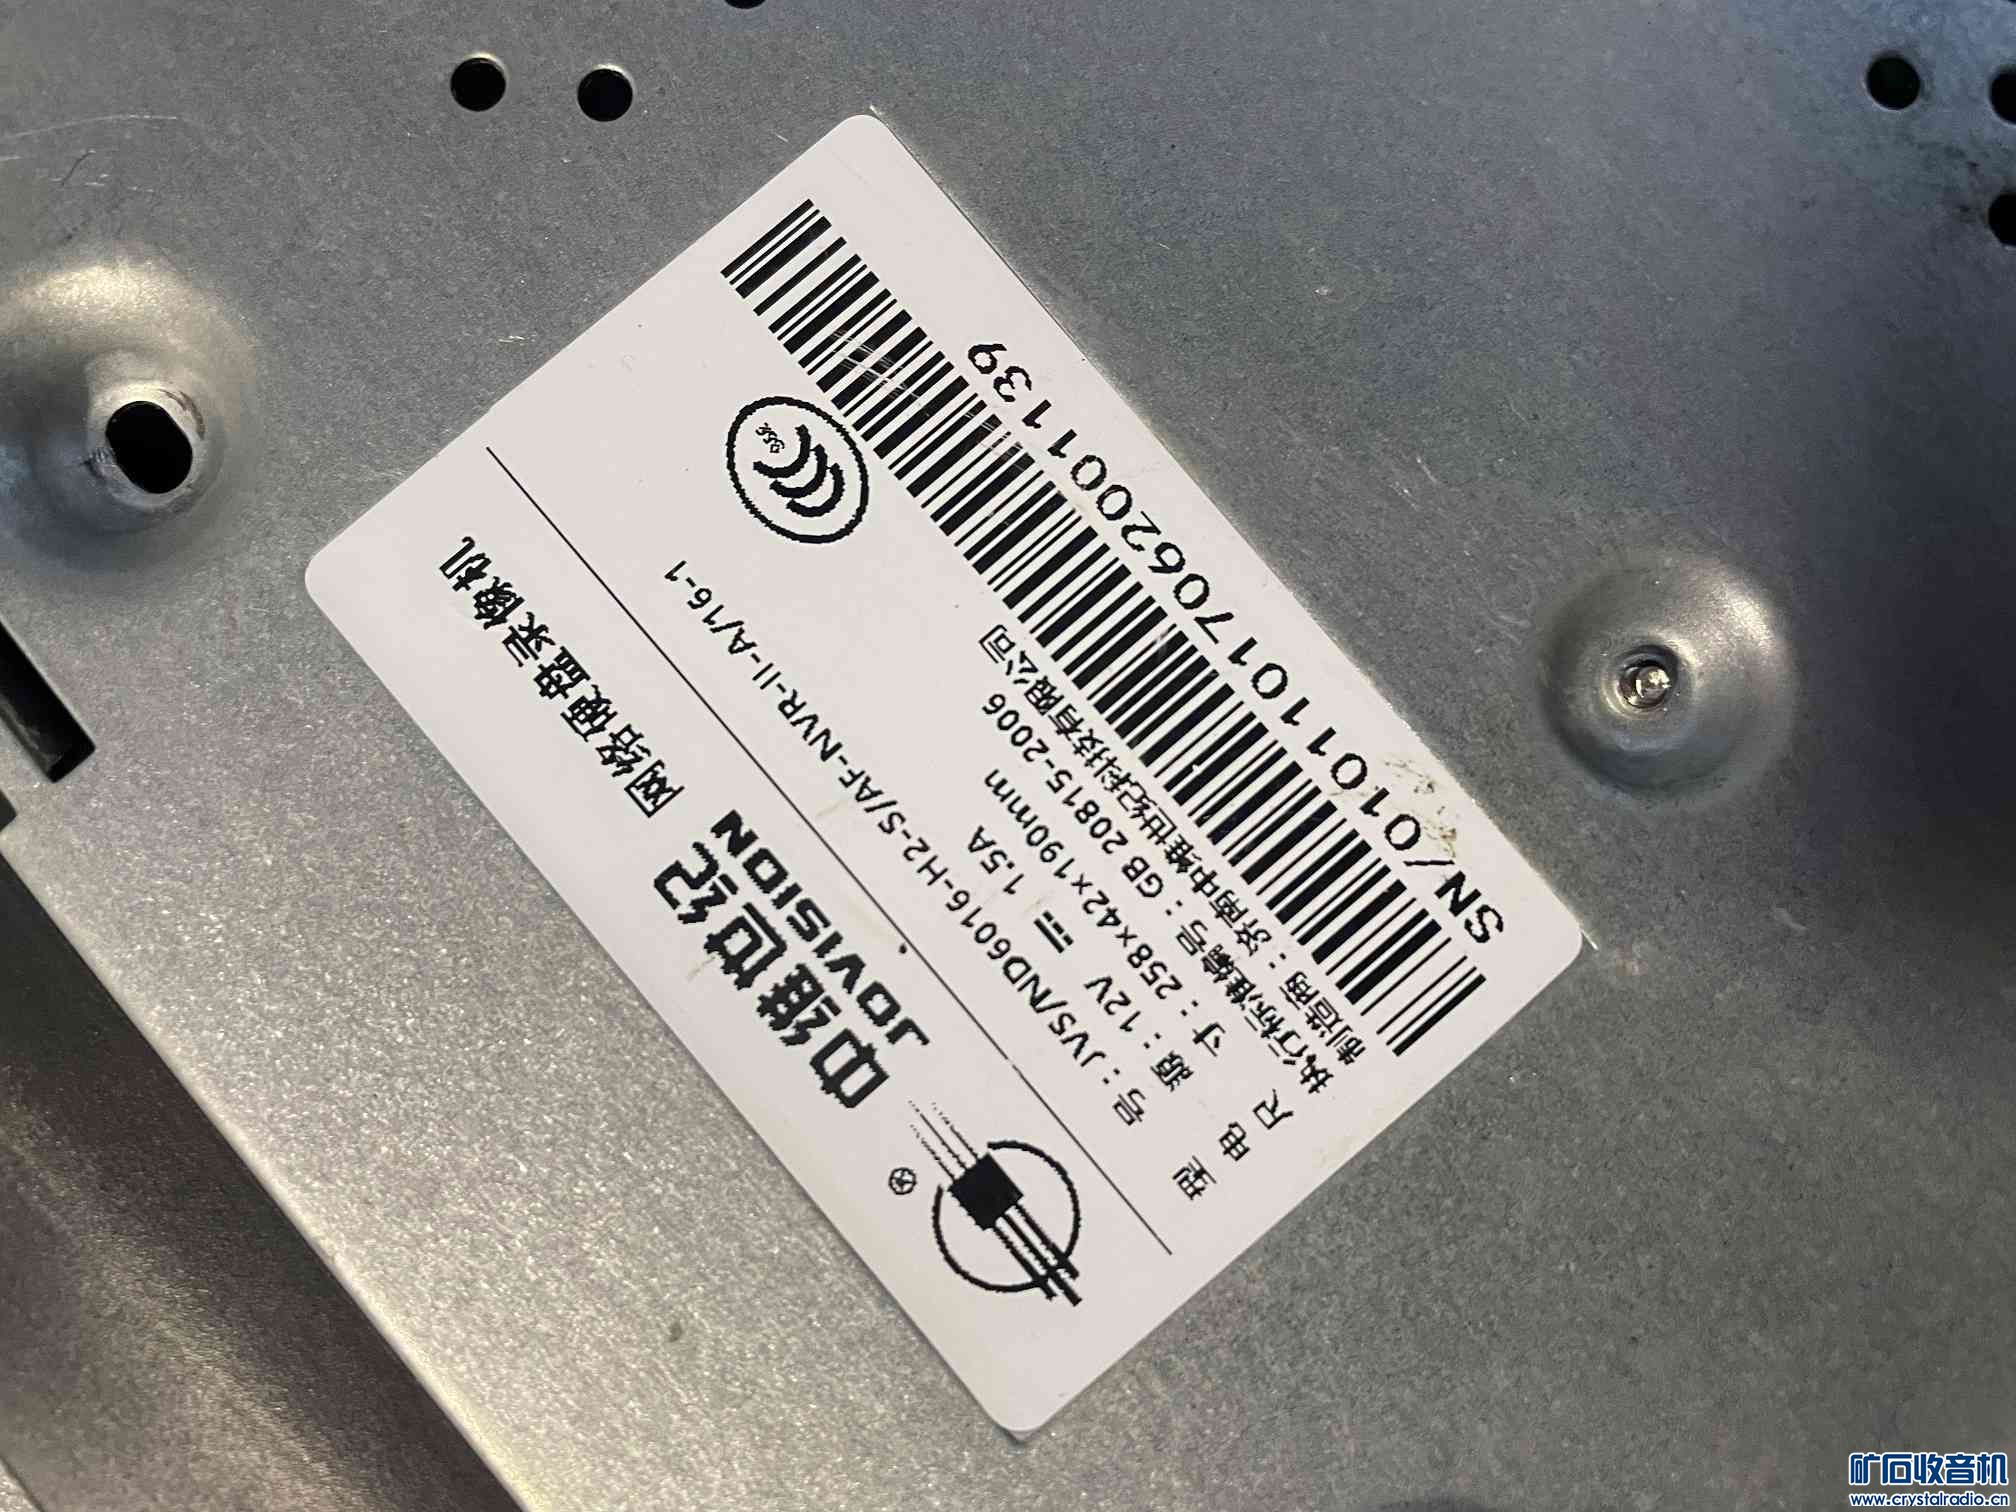 中维世纪 网络硬盘录像机
JOVISION
®
型 号：JVS/ND6016-H2-S/AF-NVR-II-A/16-1
电 源：12V ⎓ 1.5A
尺 寸：258×42×190mm
执行标准编号：GB 20815-2006
制造商：济南中维世纪科技有限公司
CCC
S&E
SN/01011017062001139
矿石收音机
www.crystalradio.cn